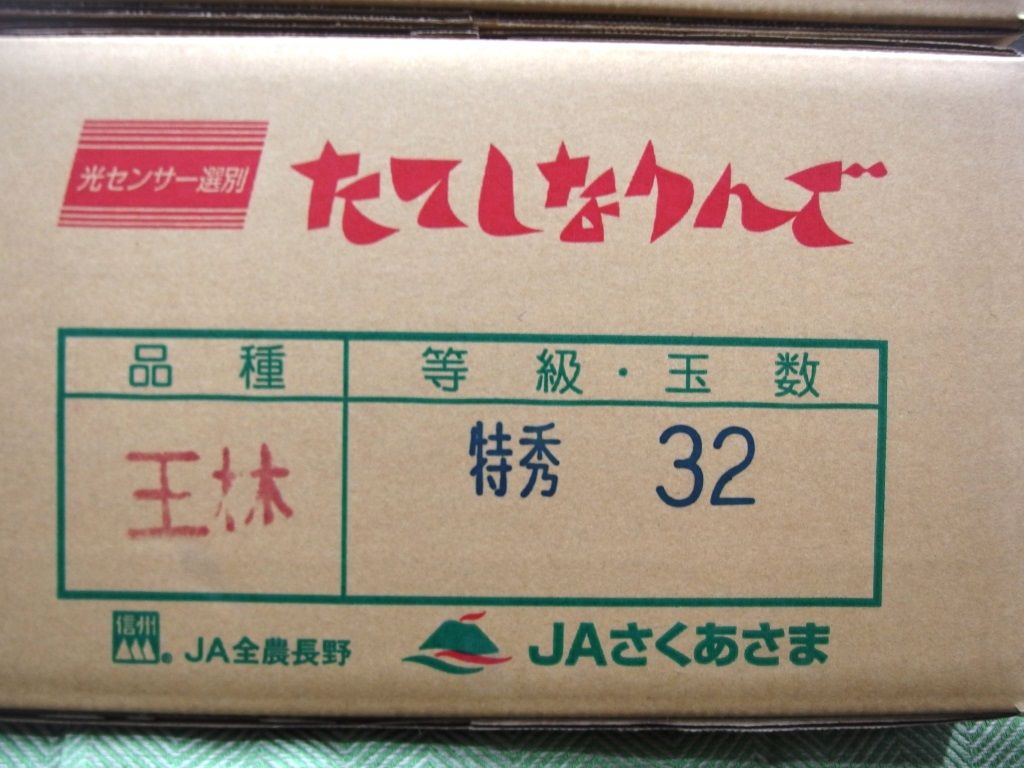 光センサー選別 たてしなりんご
品種 等級・玉数
王林 特秀 32
信州 JA全農長野 JAさくあさま